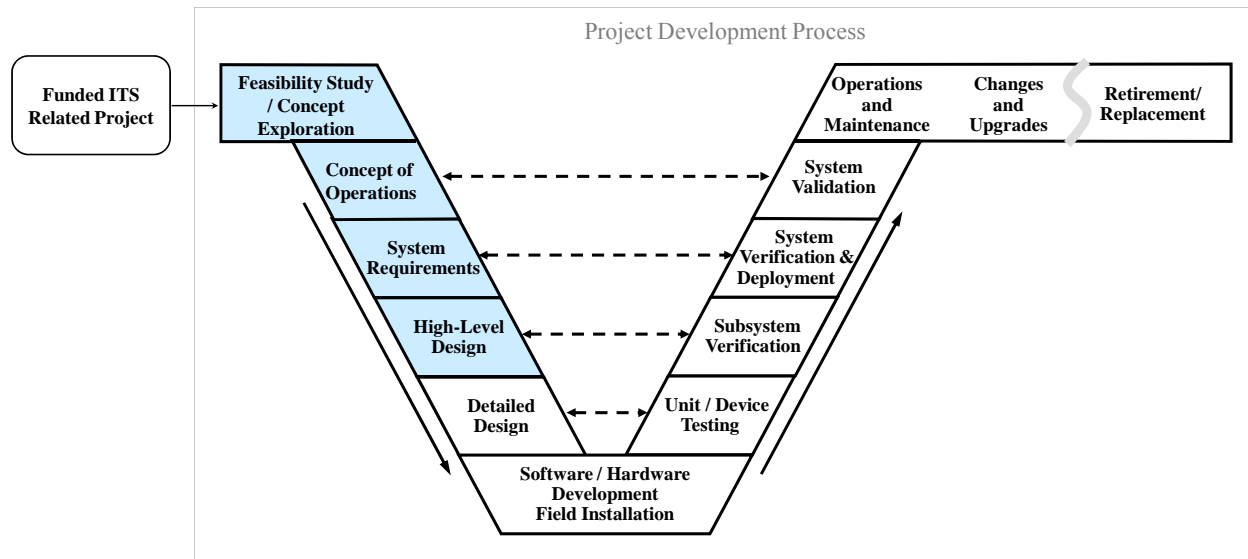 Project Development Process
Funded ITS
Related Project
Feasibility Study
/ Concept
Exploration
Concept of
Operations
System
Requirements
High-Level
Design
Detailed
Design
Software / Hardware
Development
Field Installation
Unit / Device
Testing
Subsystem
Verification
System
Verification &
Deployment
System
Validation
Operations
and
Maintenance
Changes
and
Upgrades
Retirement/
Replacement